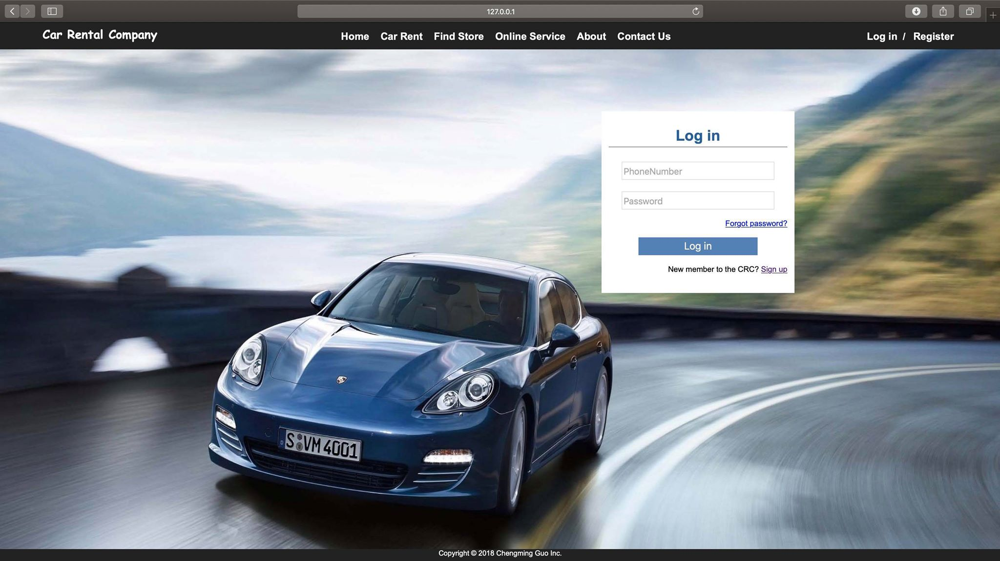 127.0.0.1
Car Rental Company
Home Car Rent Find Store Online Service About Contact Us
Log in / Register
Log in
PhoneNumber
Password
Forgot password?
Log in
New member to the CRC? Sign up
D S VM 4001
Copyright © 2018 Chengming Guo Inc.